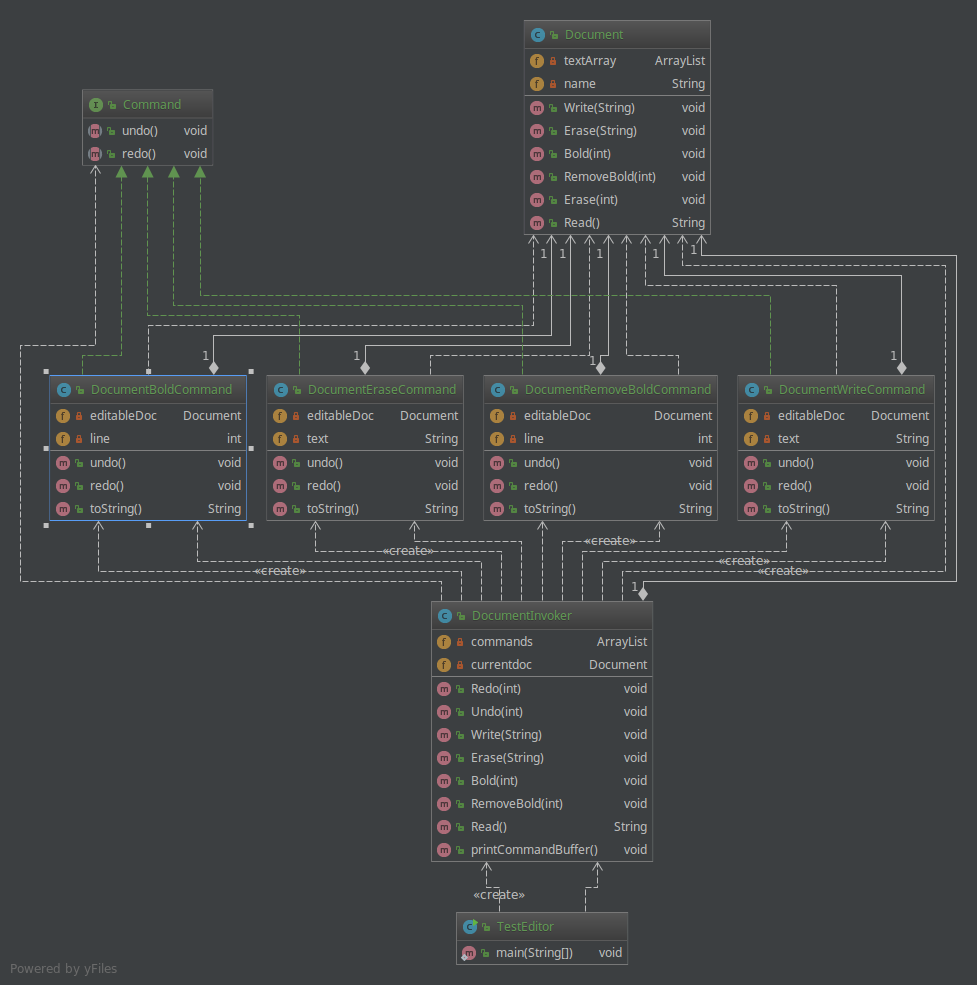 Document
textArray ArrayList
name String
Write(String) void
Erase(String) void
Bold(int) void
RemoveBold(int) void
Erase(int) void
Read() String
Command
undo() void
redo() void
1 1 1 1 1
1 1 1 1
DocumentBoldCommand
editableDoc Document
line int
undo() void
redo() void
toString() String
DocumentEraseCommand
editableDoc Document
text String
undo() void
redo() void
toString() String
DocumentRemoveBoldCommand
editableDoc Document
line int
undo() void
redo() void
toString() String
DocumentWriteCommand
editableDoc Document
text String
undo() void
redo() void
toString() String
«create»
«create»
«create»
«create»
«create»
1
DocumentInvoker
commands ArrayList
currentdoc Document
Redo(int) void
Undo(int) void
Write(String) void
Erase(String) void
Bold(int) void
RemoveBold(int) void
Read() String
printCommandBuffer() void
«create»
TestEditor
main(String[]) void
Powered by yFiles